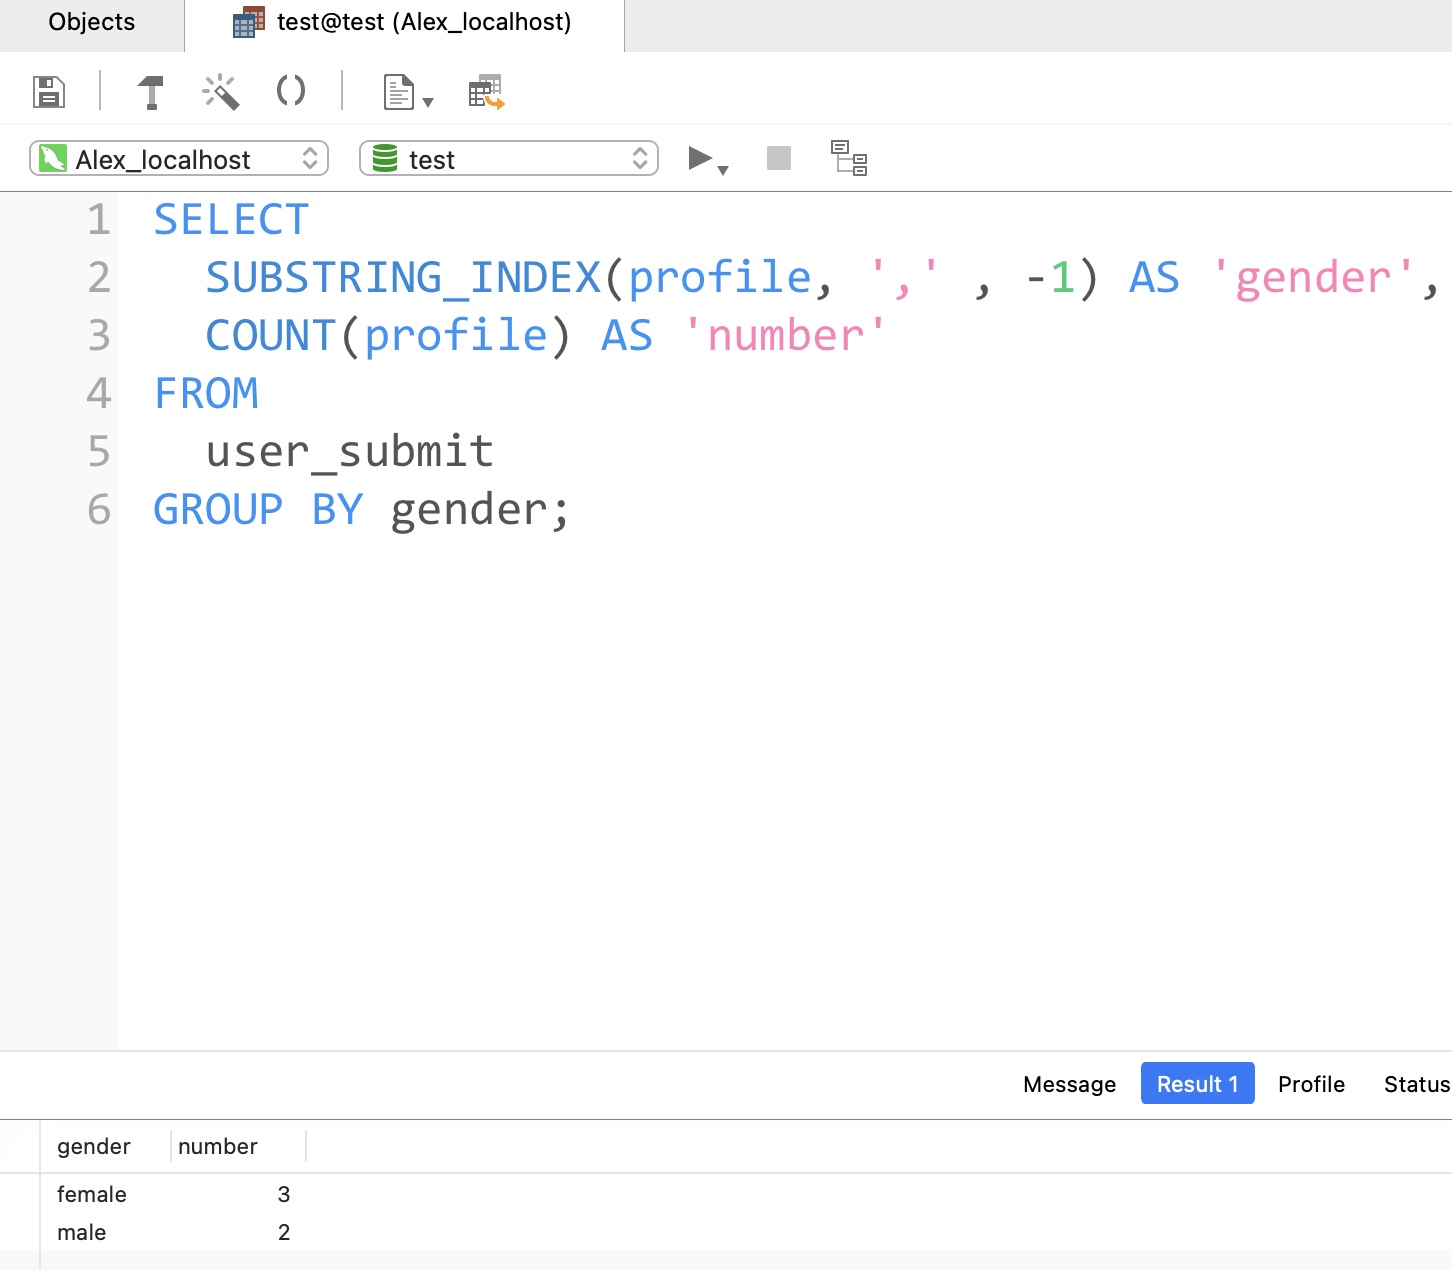 Objects
test@test (Alex_localhost)
Alex_localhost
test
1 SELECT
2 SUBSTRING_INDEX(profile, ',' , -1) AS 'gender',
3 COUNT(profile) AS 'number'
4 FROM
5 user_submit
6 GROUP BY gender;
Message Result 1 Profile Status
gender number
female 3
male 2